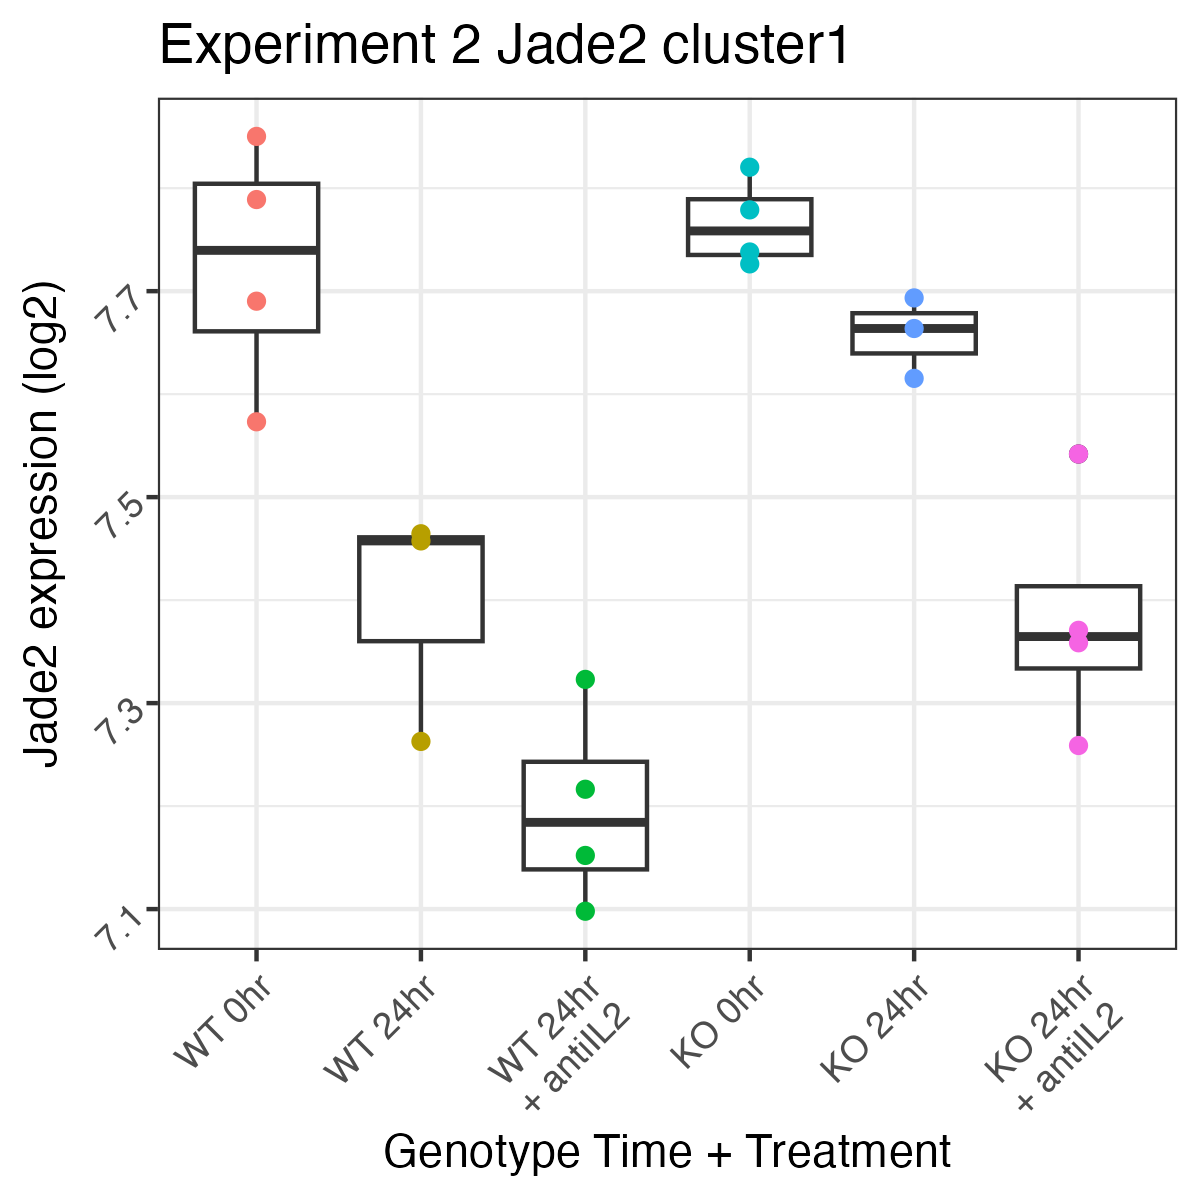 Experiment 2 Jade2 cluster1
Jade2 expression (log2)
7.7
7.5
7.3
7.1
WT 0hr
WT 24hr
WT 24hr
+ antiIL2
KO 0hr
KO 24hr
KO 24hr
+ antiIL2
Genotype Time + Treatment